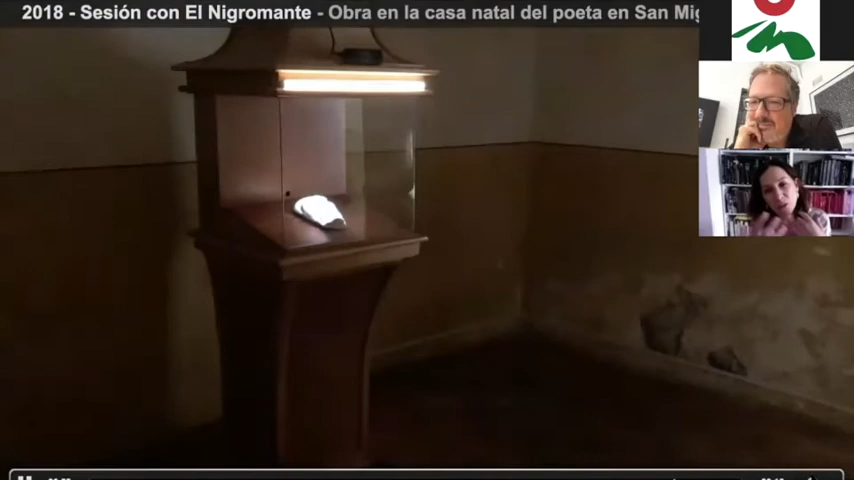 2018 - Sesión con El Nigromante - Obra en la casa natal del poeta en San Mig